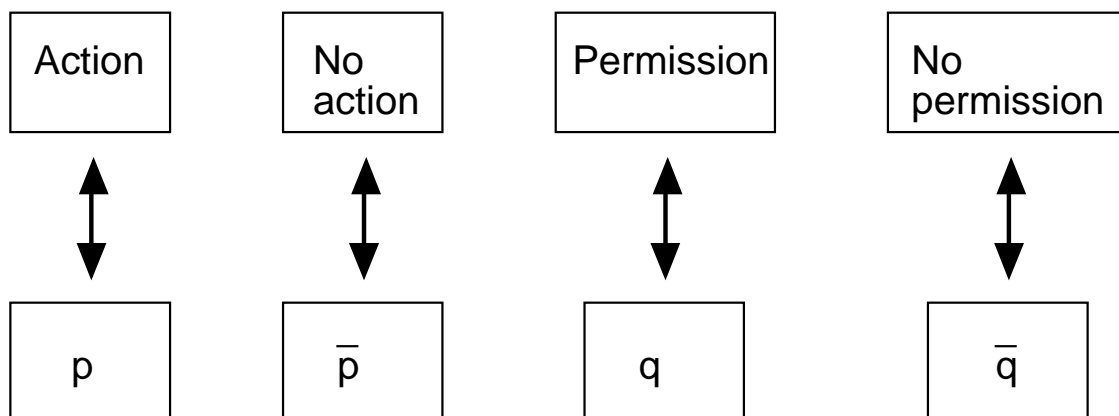 Action
No
action
Permission
No
permission
p
p̅
q
q̅